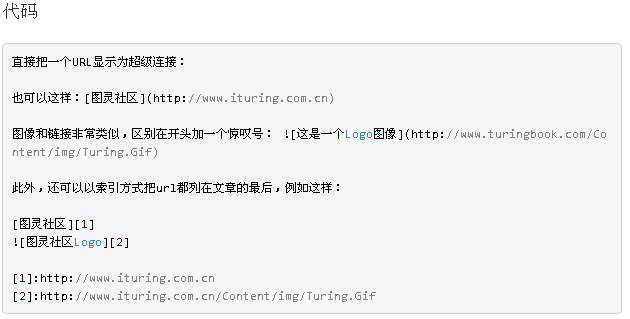 代码
直接把一个URL显示为超级连接：
也可以这样：[图灵社区](http://www.ituring.com.cn)
图像和链接非常类似，区别在开头加一个惊叹号： ![这是一个Logo图像](http://www.turingbook.com/Co
ntent/img/Turing.Gif)
此外，还可以以索引方式把url都列在文章的最后，例如这样：
[图灵社区][1]
![图灵社区Logo][2]
[1]:http://www.ituring.com.cn
[2]:http://www.ituring.com.cn/Content/img/Turing.Gif